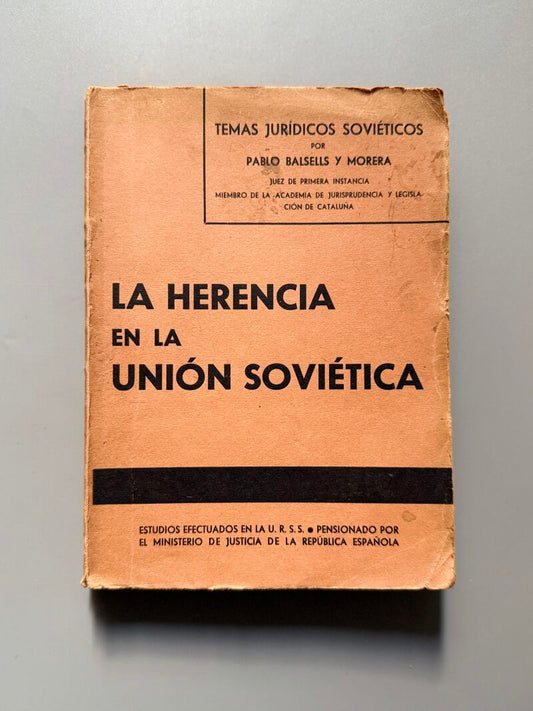 TEMAS JURÍDICOS SOVIÉTICOS
POR
PABLO BALSELLS Y MORERA
JUEZ DE PRIMERA INSTANCIA
MIEMBRO DE LA ACADEMIA DE JURISPRUDENCIA Y LEGISLA-
CIÓN DE CATALUÑA
LA HERENCIA
EN LA
UNIÓN SOVIÉTICA
ESTUDIOS EFECTUADOS EN LA U. R. S. S. ● PENSIONADO POR
EL MINISTERIO DE JUSTICIA DE LA REPÚBLICA ESPAÑOLA